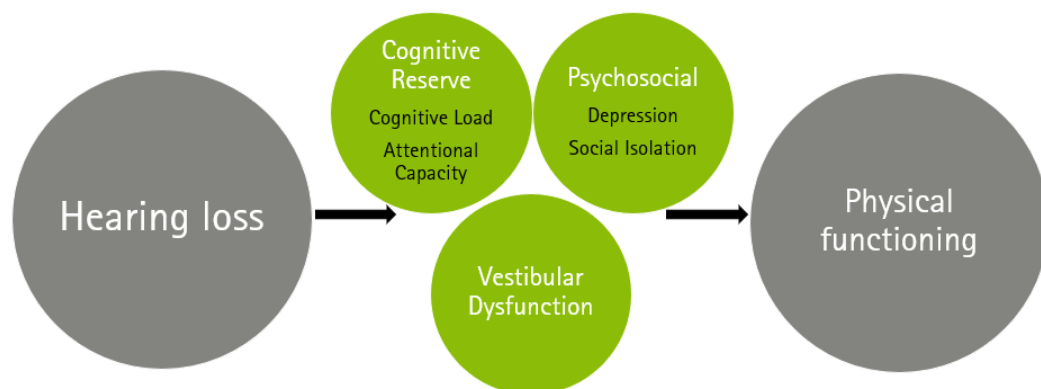 Hearing loss
Cognitive
Reserve
Cognitive Load
Attentional
Capacity
Psychosocial
Depression
Social Isolation
Vestibular
Dysfunction
Physical
functioning